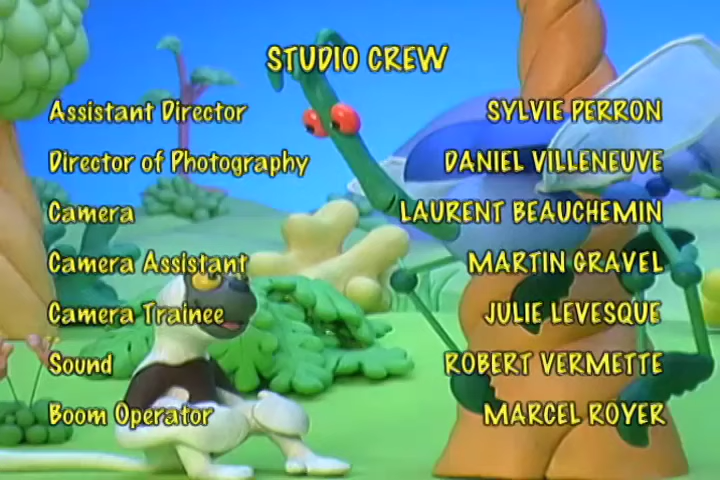 STUDIO CREW
Assistant Director SYLVIE PERRON
Director of Photography DANIEL VILLENEUVE
Camera LAURENT BEAUCHEMIN
Camera Assistant MARTIN GRAVEL
Camera Trainee JULIE LEVESQUE
Sound ROBERT VERMETTE
Boom Operator MARCEL ROYER